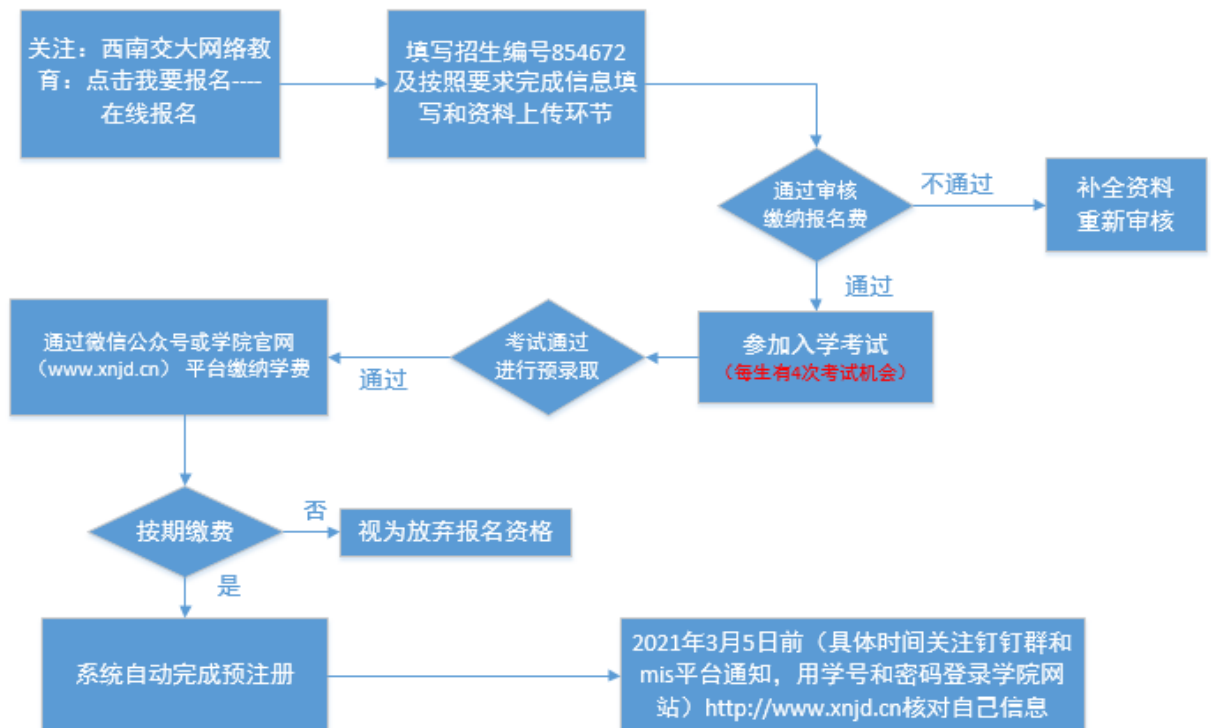 关注：西南交大网络教
育：点击我要报名----
在线报名
填写招生编号854672
及按照要求完成信息填
写和资料上传环节
通过审核
缴纳报名费
不通过
补全资料
重新审核
通过
参加入学考试
（每生有4次考试机会）
考试通过
进行预录取
通过
通过微信公众号或学院官网
（www.xnjd.cn） 平台缴纳学费
按期缴费
否
视为放弃报名资格
是
系统自动完成预注册
2021年3月5日前（具体时间关注钉钉群和
mis平台通知，用学号和密码登录学院网
站）http://www.xnjd.cn核对自己信息